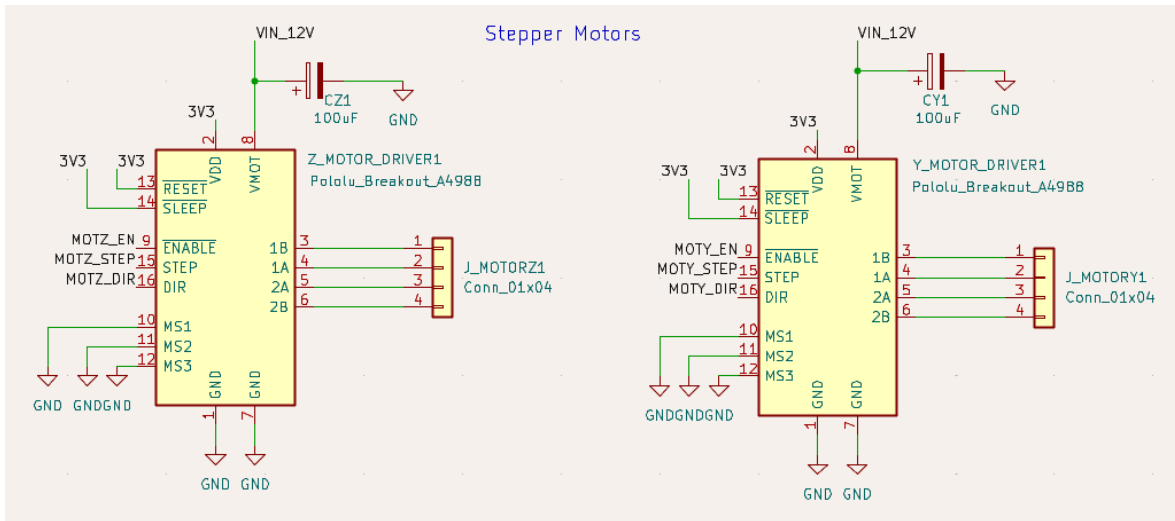 Stepper Motors
VIN_12V
CZ1
100uF
GND
3V3
3V3
3V3
2
8
VDD
VMOT
Z_MOTOR_DRIVER1
Pololu_Breakout_A4988
13 RESET
14 SLEEP
MOTZ_EN 9 ENABLE
MOTZ_STEP 15 STEP
MOTZ_DIR 16 DIR
10 MS1
11 MS2
12 MS3
1B 3 1
1A 4 2
2A 5 3
2B 6 4
J_MOTORZ1
Conn_01x04
GND GND GND
GND GND
1 7
GND GND
VIN_12V
CY1
100uF
GND
3V3
3V3
3V3
2
8
VDD
VMOT
Y_MOTOR_DRIVER1
Pololu_Breakout_A4988
13 RESET
14 SLEEP
MOTY_EN 9 ENABLE
MOTY_STEP 15 STEP
MOTY_DIR 16 DIR
10 MS1
11 MS2
12 MS3
1B 3 1
1A 4 2
2A 5 3
2B 6 4
J_MOTORY1
Conn_01x04
GND GND GND
GND GND
1 7
GND GND